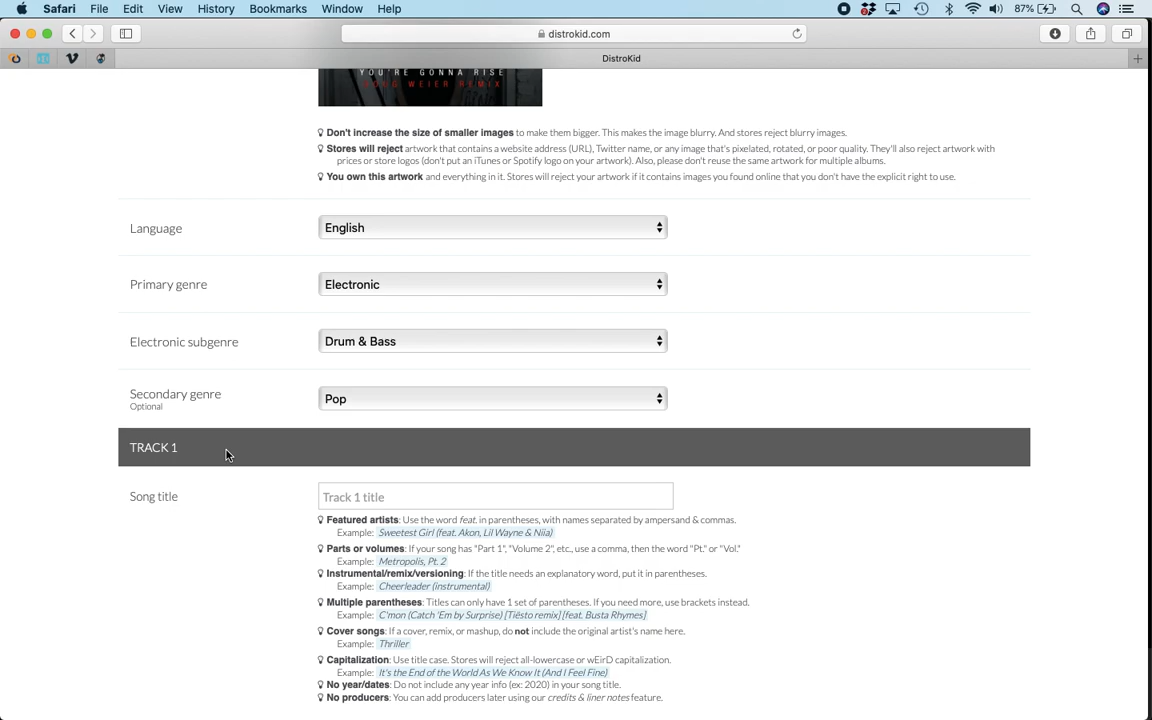 Safari File Edit View History Bookmarks Window Help 87%
distrokid.com
DistroKid
YOU'RE GONNA RISE
DOUG WEIER REMIX
Don't increase the size of smaller images to make them bigger. This makes the image blurry. And stores reject blurry images.
Stores will reject artwork that contains a website address (URL), Twitter name, or any image that's pixelated, rotated, or poor quality. They'll also reject artwork with
prices or store logos (don't put an iTunes or Spotify logo on your artwork). Also, please don't reuse the same artwork for multiple albums.
You own this artwork and everything in it. Stores will reject your artwork if it contains images you found online that you don't have the explicit right to use.
Language English
Primary genre Electronic
Electronic subgenre Drum & Bass
Secondary genre Pop
Optional
TRACK 1
Song title Track 1 title
Featured artists: Use the word feat. in parentheses, with names separated by ampersand & commas.
Example: Sweetest Girl (feat. Akon, Lil Wayne & Niia)
Parts or volumes: If your song has "Part 1", "Volume 2", etc., use a comma, then the word "Pt." or "Vol."
Example: Metropolis, Pt. 2
Instrumental/remix/versioning: If the title needs an explanatory word, put it in parentheses.
Example: Cheerleader (instrumental)
Multiple parentheses: Titles can only have 1 set of parentheses. If you need more, use brackets instead.
Example: C'mon (Catch 'Em by Surprise) [Tiësto remix] [feat. Busta Rhymes]
Cover songs: If a cover, remix, or mashup, do not include the original artist's name here.
Example: Thriller
Capitalization: Use title case. Stores will reject all-lowercase or wEirD capitalization.
Example: It's the End of the World As We Know It (And I Feel Fine)
No year/dates: Do not include any year info (ex: 2020) in your song title.
No producers: You can add producers later using our credits & liner notes feature.